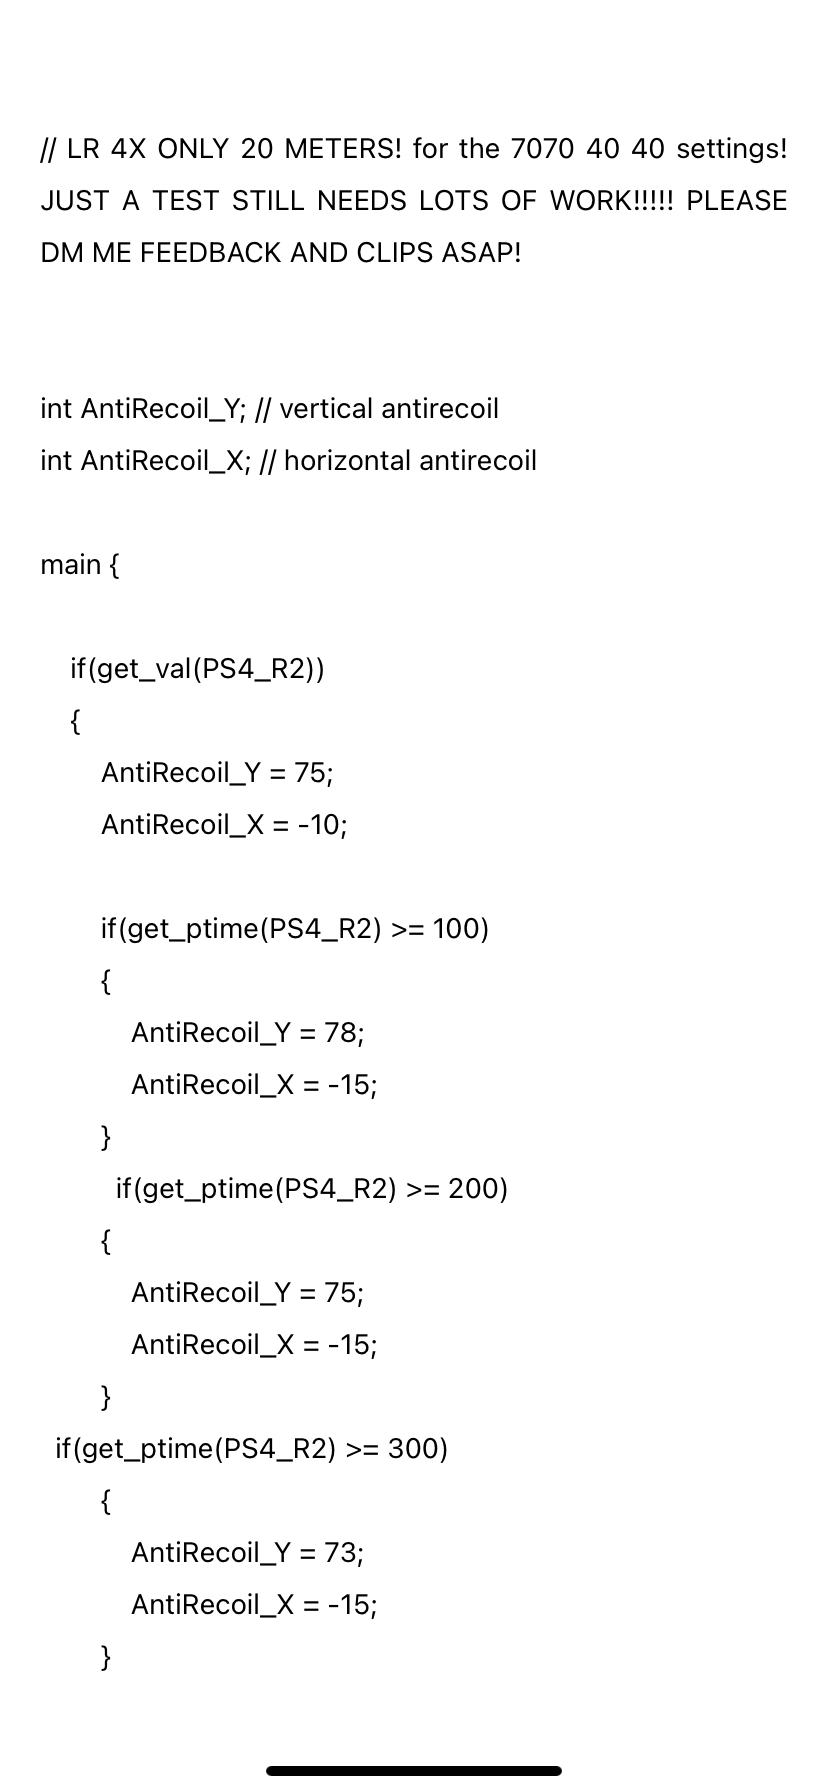 // LR 4X ONLY 20 METERS! for the 7070 40 40 settings!
JUST A TEST STILL NEEDS LOTS OF WORK!!!!! PLEASE
DM ME FEEDBACK AND CLIPS ASAP!
int AntiRecoil_Y; // vertical antirecoil
int AntiRecoil_X; // horizontal antirecoil
main {
if(get_val(PS4_R2))
{
AntiRecoil_Y = 75;
AntiRecoil_X = -10;
if(get_ptime(PS4_R2) >= 100)
{
AntiRecoil_Y = 78;
AntiRecoil_X = -15;
}
if(get_ptime(PS4_R2) >= 200)
{
AntiRecoil_Y = 75;
AntiRecoil_X = -15;
}
if(get_ptime(PS4_R2) >= 300)
{
AntiRecoil_Y = 73;
AntiRecoil_X = -15;
}